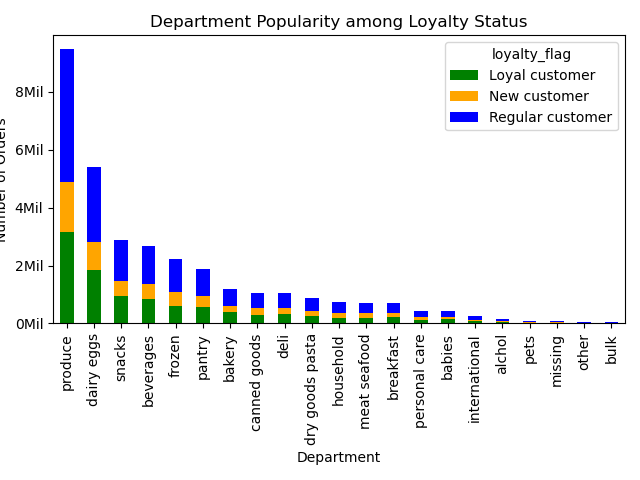 Department Popularity among Loyalty Status
Number of Orders
8Mil
6Mil
4Mil
2Mil
0Mil
loyalty_flag
Loyal customer
New customer
Regular customer
produce
dairy eggs
snacks
beverages
frozen
pantry
bakery
canned goods
deli
dry goods pasta
household
meat seafood
breakfast
personal care
babies
international
alchol
pets
missing
other
bulk
Department